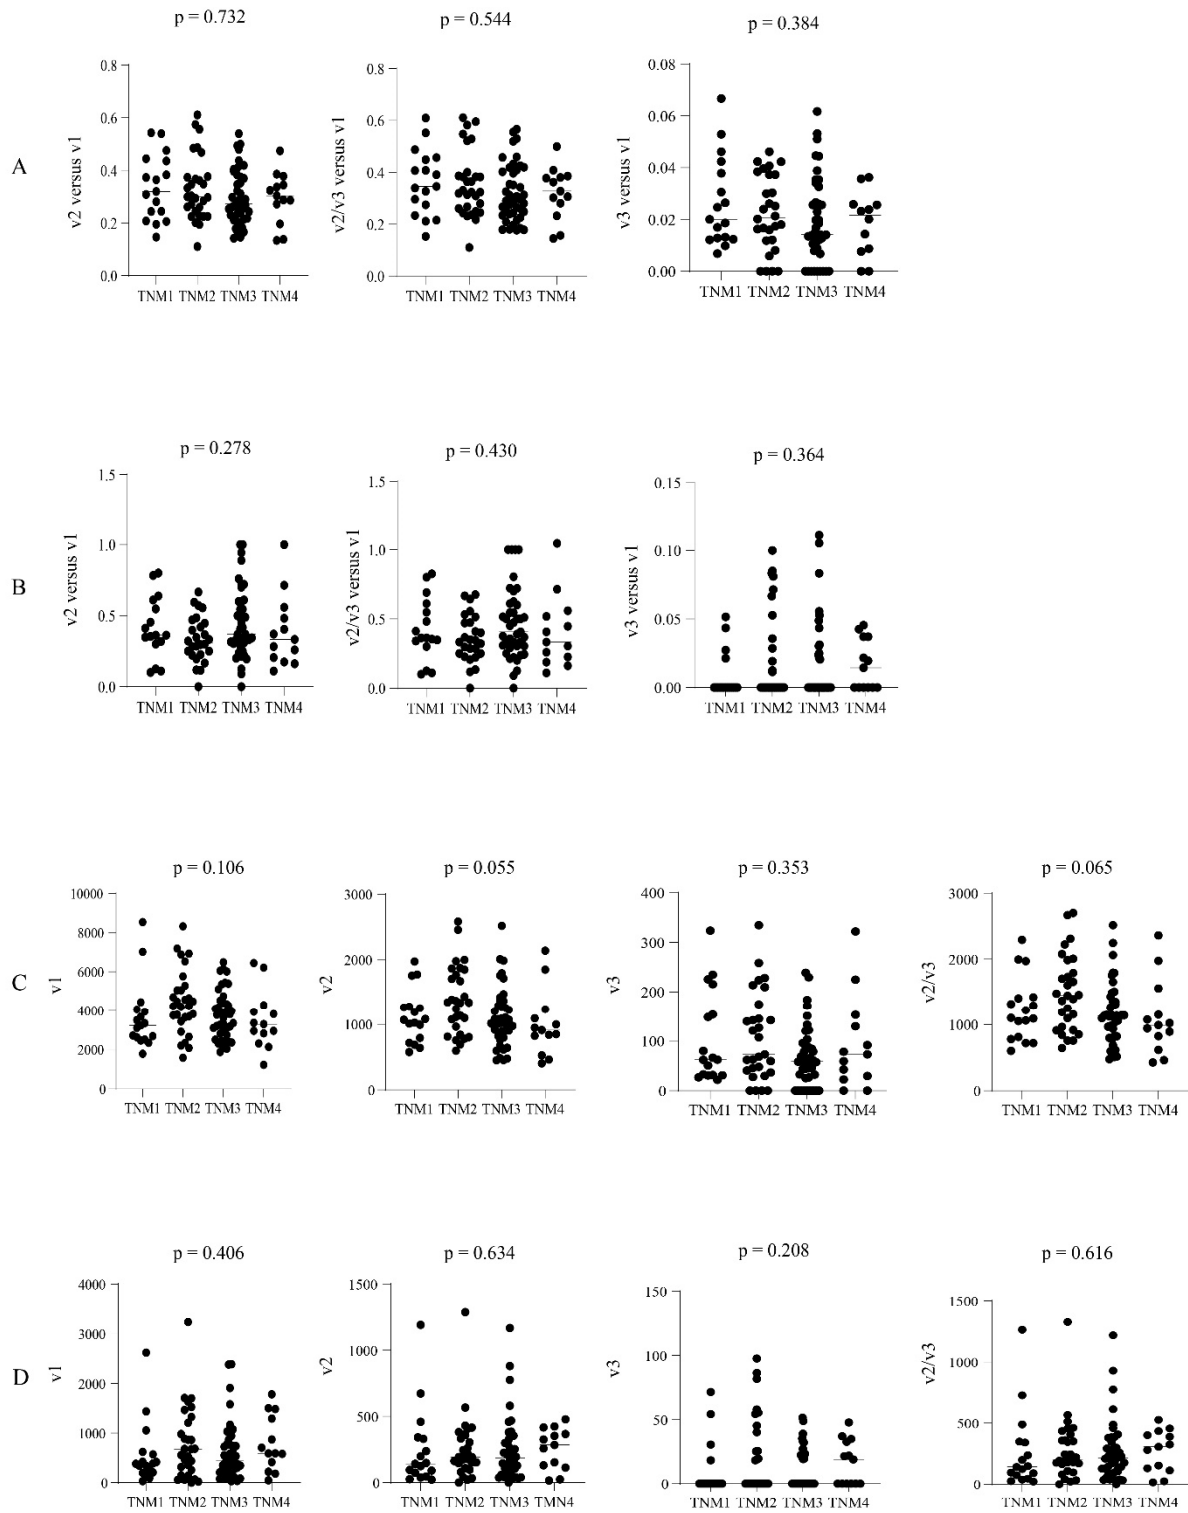 p = 0.732
p = 0.544
p = 0.384
A
v2 versus v1
0.8
0.6
0.4
0.2
0.0
TNM1 TNM2 TNM3 TNM4
v2/v3 versus v1
0.8
0.6
0.4
0.2
0.0
TNM1 TNM2 TNM3 TNM4
v3 versus v1
0.08
0.06
0.04
0.02
0.00
TNM1 TNM2 TNM3 TNM4
p = 0.278
p = 0.430
p = 0.364
B
v2 versus v1
1.5
1.0
0.5
0.0
TNM1 TNM2 TNM3 TNM4
v2/v3 versus v1
1.5
1.0
0.5
0.0
TNM1 TNM2 TNM3 TNM4
v3 versus v1
0.15
0.10
0.05
0.00
TNM1 TNM2 TNM3 TNM4
p = 0.106
p = 0.055
p = 0.353
p = 0.065
C
v1
10000
8000
6000
4000
2000
0
TNM1 TNM2 TNM3 TNM4
v2
3000
2000
1000
0
TNM1 TNM2 TNM3 TNM4
v3
400
300
200
100
0
TNM1 TNM2 TNM3 TNM4
v2/v3
3000
2000
1000
0
TNM1 TNM2 TNM3 TNM4
p = 0.406
p = 0.634
p = 0.208
p = 0.616
D
v1
4000
3000
2000
1000
0
TNM1 TNM2 TNM3 TNM4
v2
1500
1000
500
0
TNM1 TNM2 TNM3 TMN4
v3
150
100
50
0
TNM1 TNM2 TNM3 TNM4
v2/v3
1500
1000
500
0
TNM1 TNM2 TNM3 TNM4